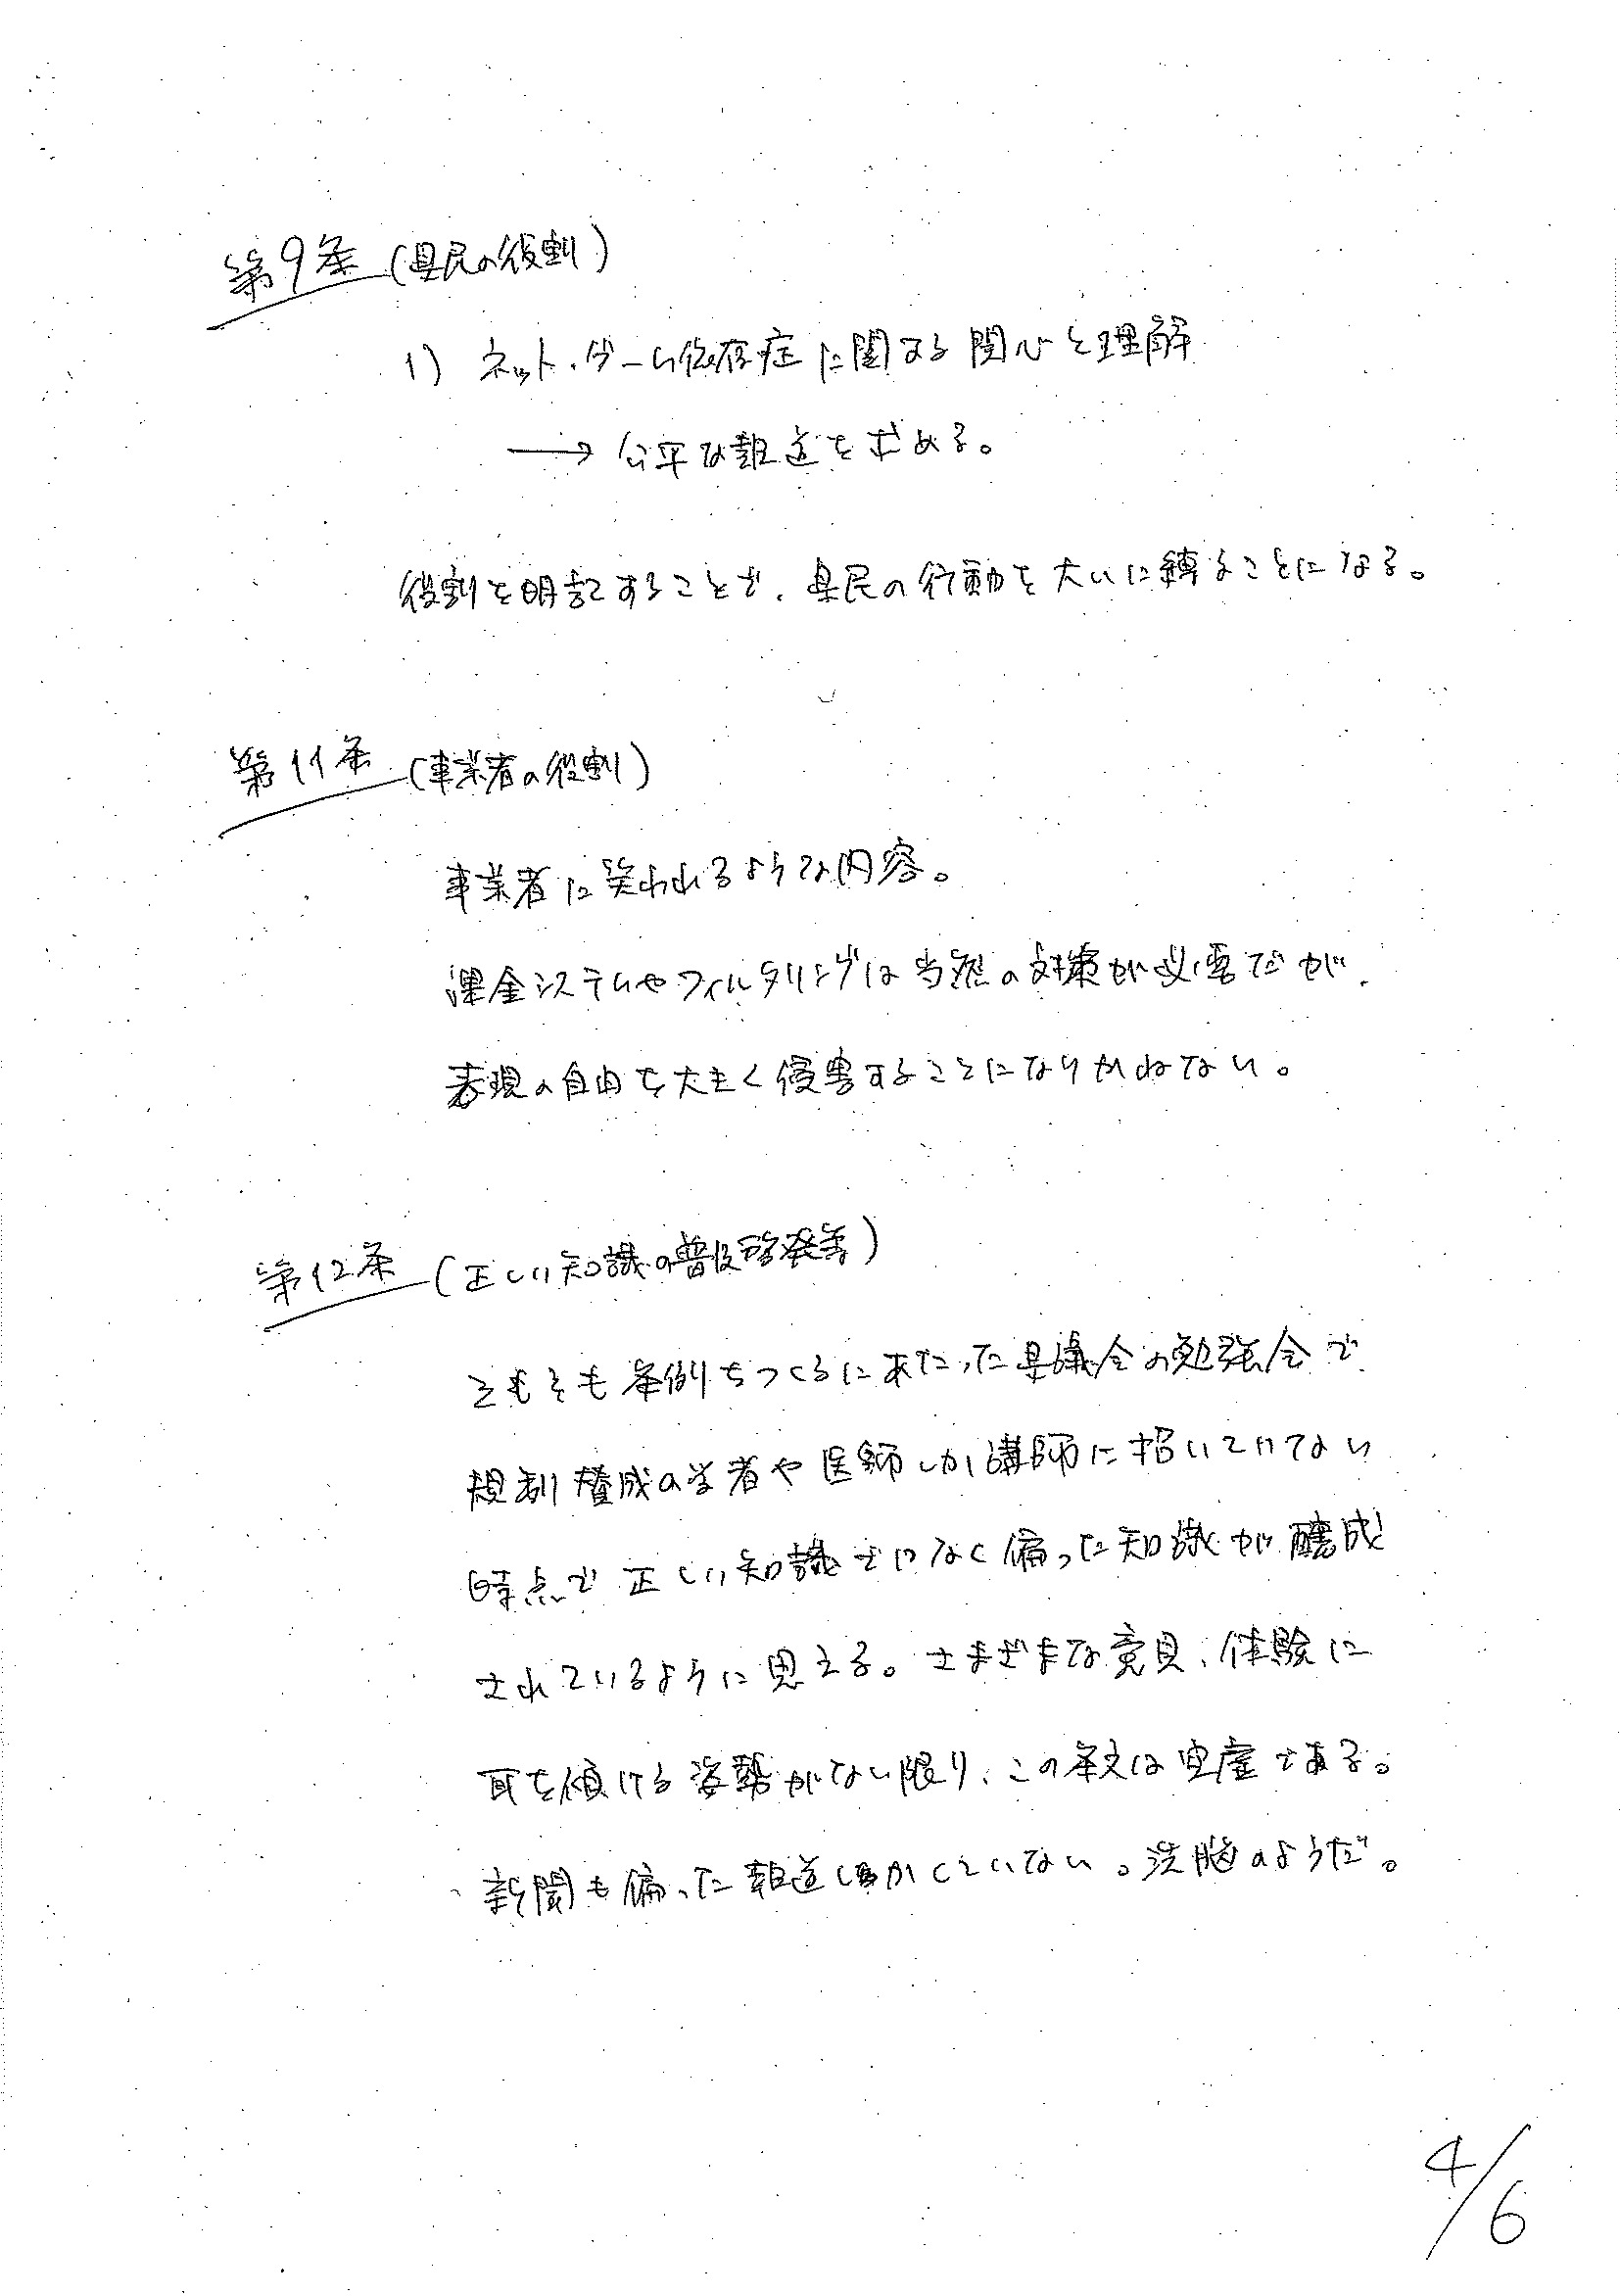 第9条(県民の役割)
1) ネット・ゲーム依存症に関する関心と理解
→ 公平な報道を求める。
役割を明記することで、県民の行動を大いに縛ることになる。
第11条(事業者の役割)
事業者に笑われるような内容。
課金システムやフィルタリングは当然の対策が必要だが、
表現の自由を大きく侵害することになりかねない。
第12条(正しい知識の普及啓発等)
そもそも条例をつくるにあたった県議会の勉強会で
規制賛成の学者や医師しか講師に招いていない
時点で正しい知識ではなく偏った知識が醸成
されているように思える。さまざまな意見、体験に
耳を傾ける姿勢がない限り、この条文は空虚である。
新聞も偏った報道しかしていない。洗脳のようだ。
4/6